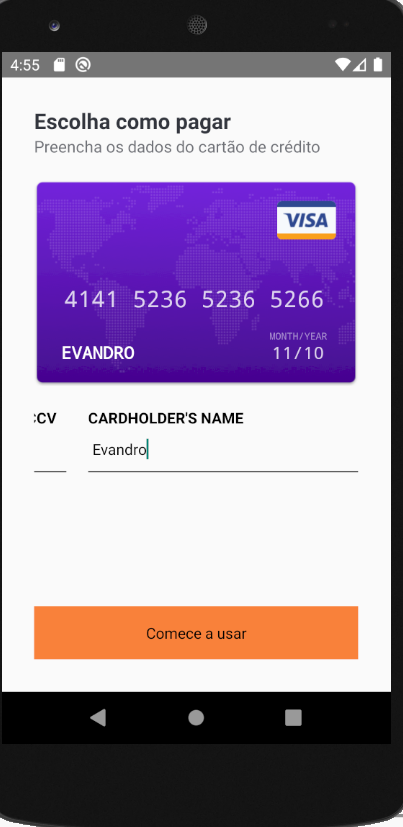 4:55
Escolha como pagar
Preencha os dados do cartão de crédito
VISA
4141 5236 5236 5266
MONTH/YEAR
EVANDRO 11/10
CCV CARDHOLDER'S NAME
Evandro
Comece a usar